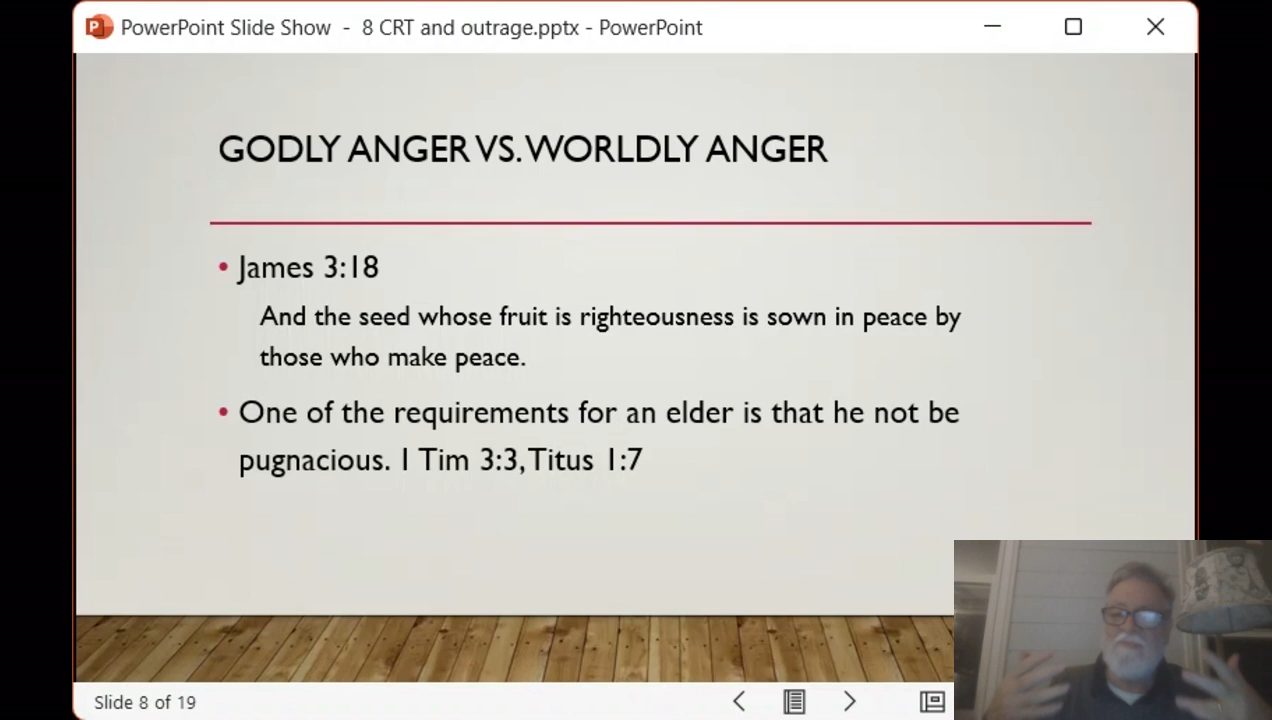 PowerPoint Slide Show - 8 CRT and outrage.pptx - PowerPoint
GODLY ANGER VS. WORLDLY ANGER
• James 3:18
And the seed whose fruit is righteousness is sown in peace by
those who make peace.
• One of the requirements for an elder is that he not be
pugnacious. 1 Tim 3:3, Titus 1:7
Slide 8 of 19